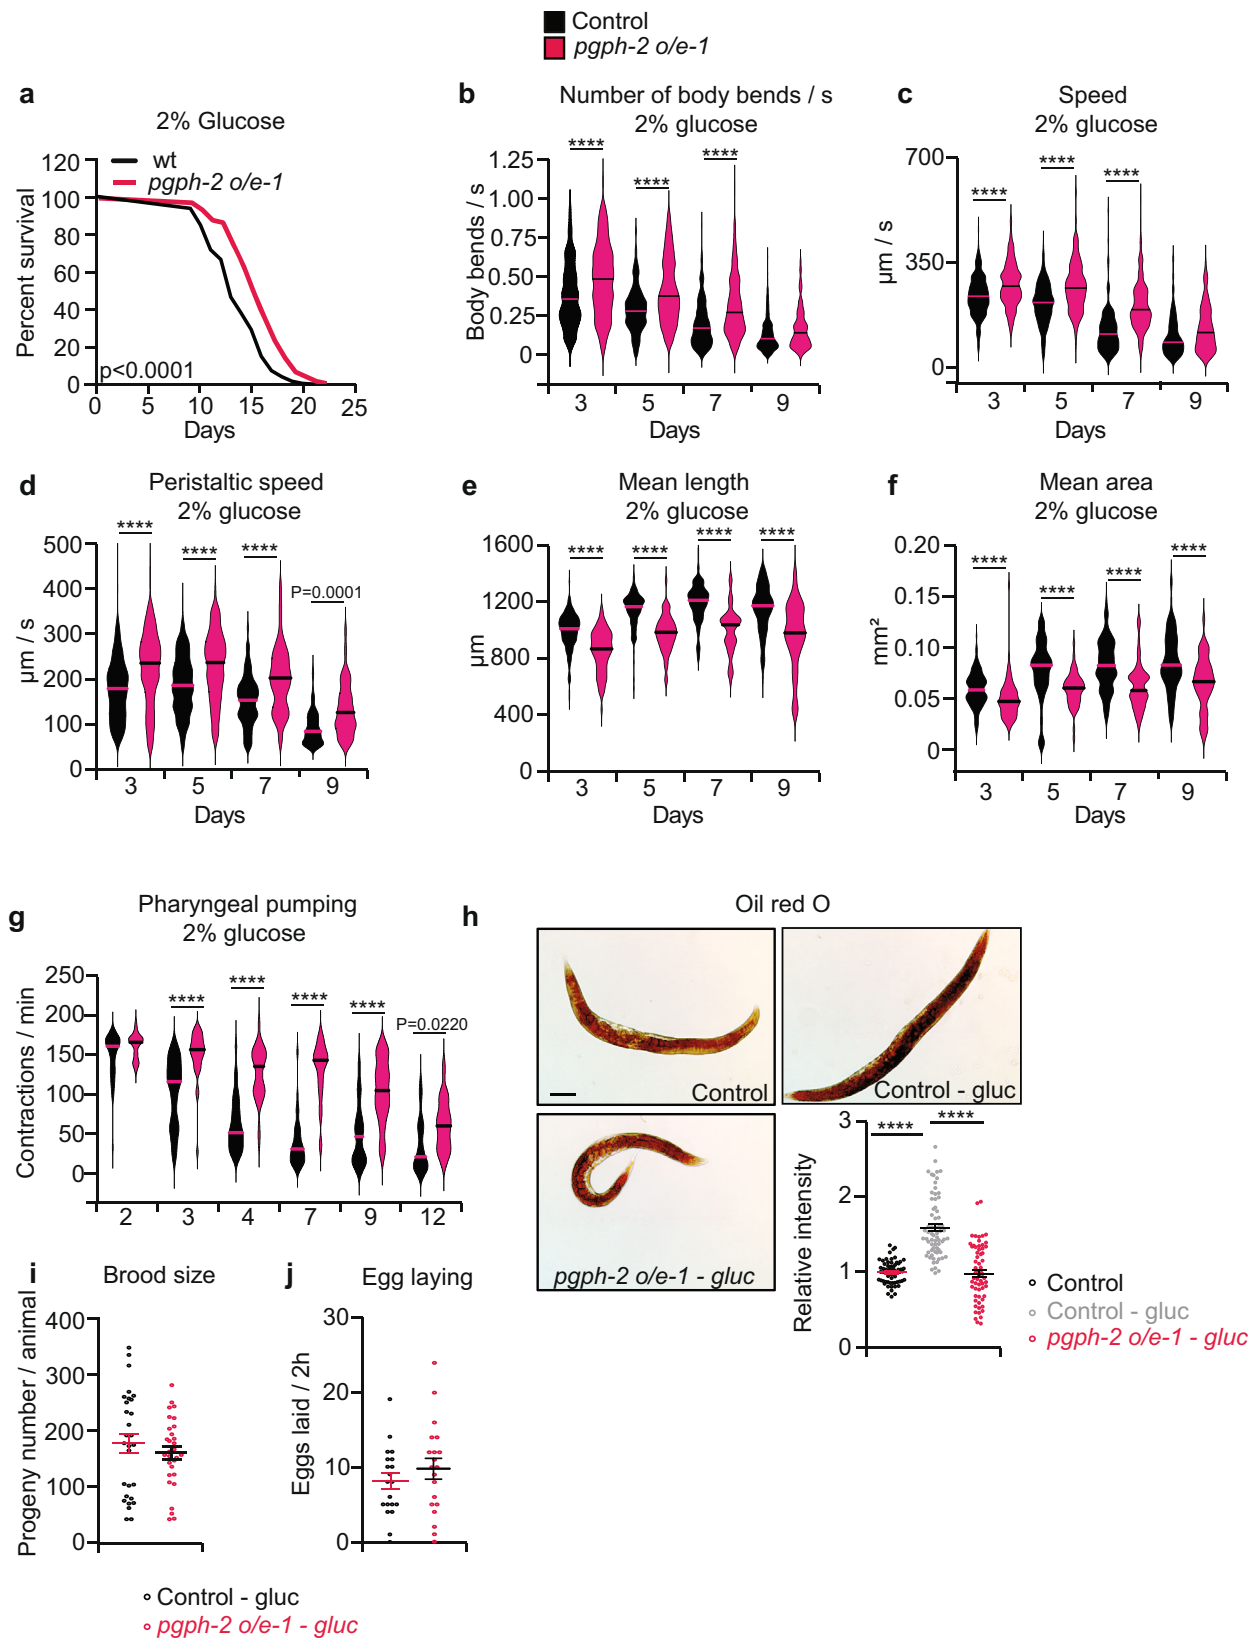 Control
pgph-2 o/e-1
a
2% Glucose
wt
pgph-2 o/e-1
Percent survival
120
100
80
60
40
20
0
p<0.0001
0 5 10 15 20 25
Days
b
Number of body bends / s
2% glucose
Body bends / s
1.25
0.75
0.50
0.25
0
**** **** ****
3 5 7 9
Days
c
Speed
2% glucose
µm / s
700
350
0
**** **** ****
3 5 7 9
Days
d
Peristaltic speed
2% glucose
µm / s
500
400
300
200
100
0
**** **** **** P=0.0001
3 5 7 9
Days
e
Mean length
2% glucose
µm
1600
1200
800
400
0
**** **** **** ****
3 5 7 9
Days
f
Mean area
2% glucose
mm²
0.20
0.15
0.10
0.05
0
**** **** **** ****
3 5 7 9
Days
g
Pharyngeal pumping
2% glucose
Contractions / min
250
200
150
100
50
0
**** **** **** **** P=0.0220
2 3 4 7 9 12
h
Oil red O
Control
Control - gluc
pgph-2 o/e-1 - gluc
Relative intensity
3
2
1
0
**** ****
Control
Control - gluc
pgph-2 o/e-1 - gluc
i
Brood size
Progeny number / animal
400
300
200
100
0
j
Egg laying
Eggs laid / 2h
30
20
10
0
Control - gluc
pgph-2 o/e-1 - gluc